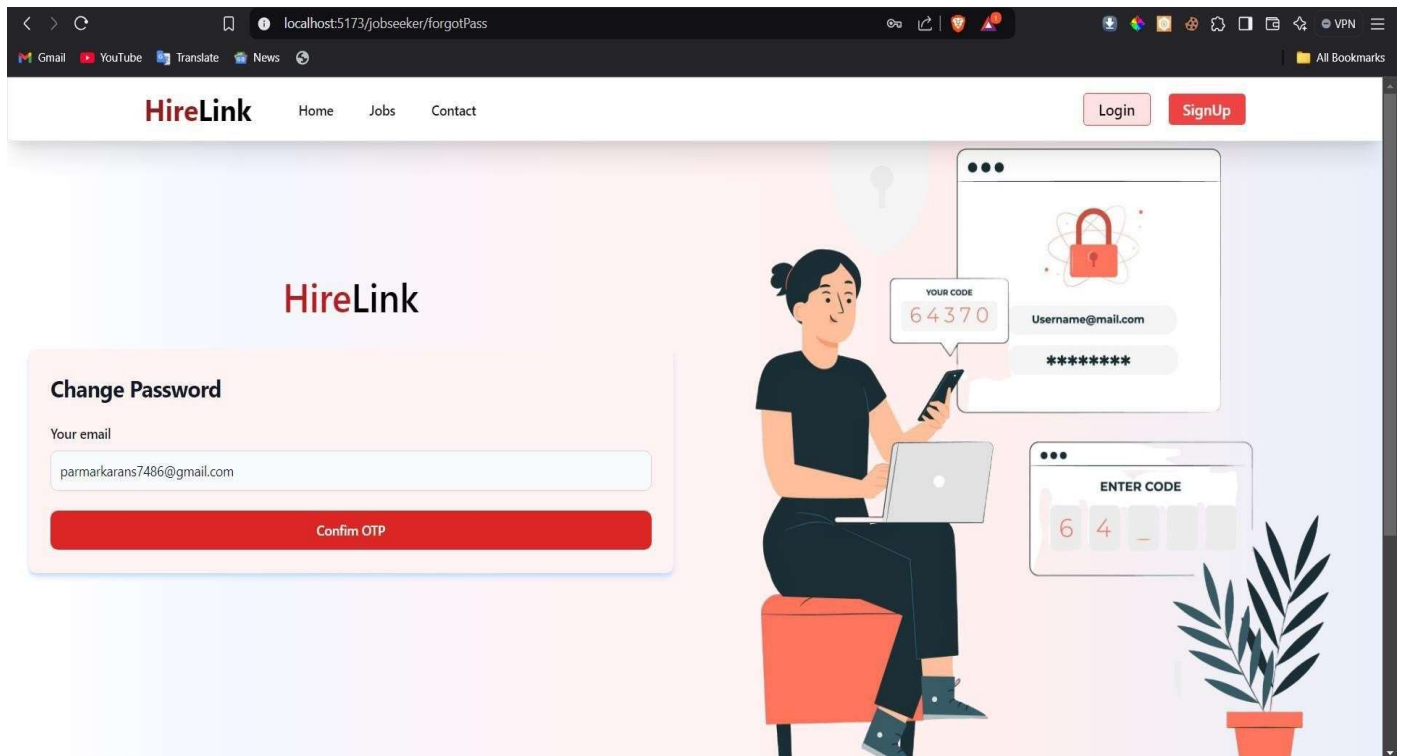 localhost:5173/jobseeker/forgotPass
VPN
Gmail YouTube Translate News All Bookmarks
HireLink Home Jobs Contact Login SignUp
HireLink
Change Password
Your email
parmarkarans7486@gmail.com
Confim OTP
YOUR CODE
64370
Username@mail.com
********
ENTER CODE
6 4 _